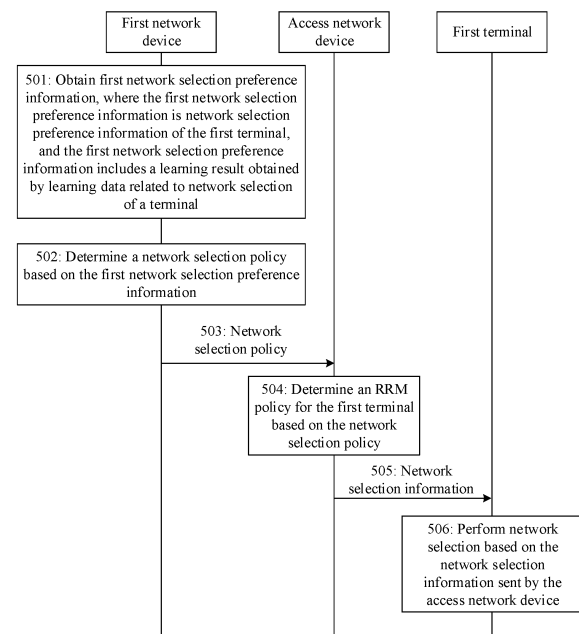 First network
device
Access network
device
First terminal
501: Obtain first network selection preference
information, where the first network selection
preference information is network selection
preference information of the first terminal,
and the first network selection preference
information includes a learning result obtained
by learning data related to network selection
of a terminal
502: Determine a network selection policy
based on the first network selection preference
information
503: Network
selection policy
504: Determine an RRM
policy for the first terminal
based on the network
selection policy
505: Network
selection information
506: Perform network
selection based on the
network selection
information sent by the
access network device